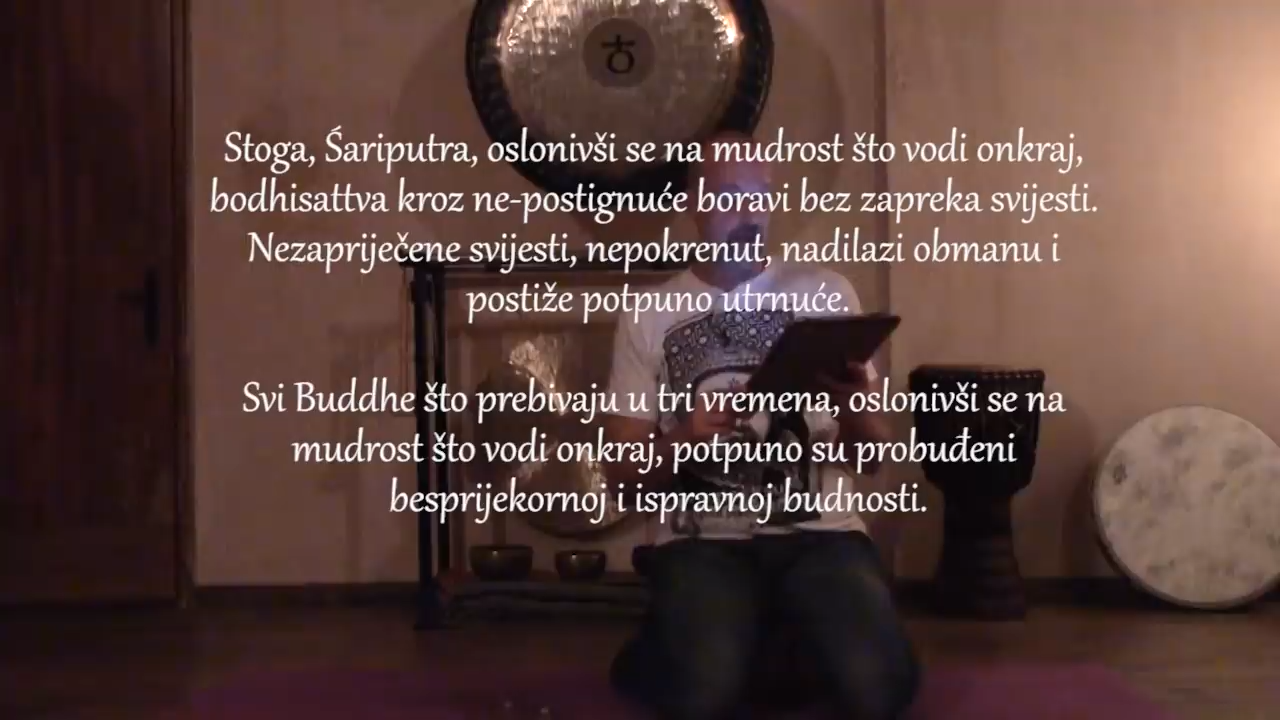 Stoga, Śariputra, oslonivši se na mudrost što vodi onkraj,
bodhisattva kroz ne-postignuće boravi bez zapreka svijesti.
Nezapriječene svijesti, nepokrenut, nadilazi obmanu i
postiže potpuno utrnuće.
Svi Buddhe što prebivaju u tri vremena, oslonivši se na
mudrost što vodi onkraj, potpuno su probuđeni
besprijekornoj i ispravnoj budnosti.